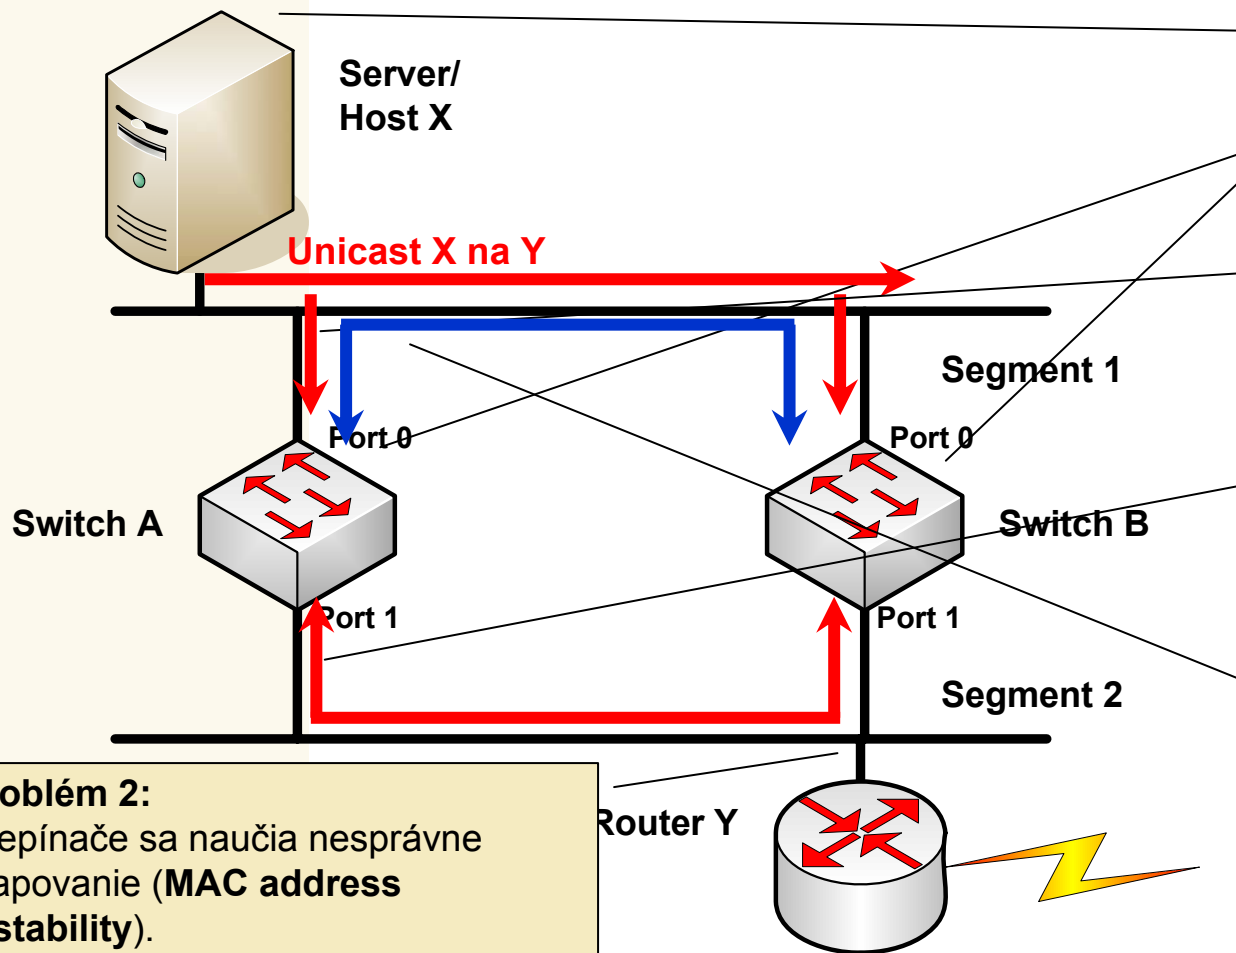 Server/
Host X
Unicast X na Y
Segment 1
Port 0
Port 0
Switch A
Switch B
Port 1
Port 1
Segment 2
oblém 2:
epínače sa naučia nesprávne
apovanie (MAC address
stability).
Router Y